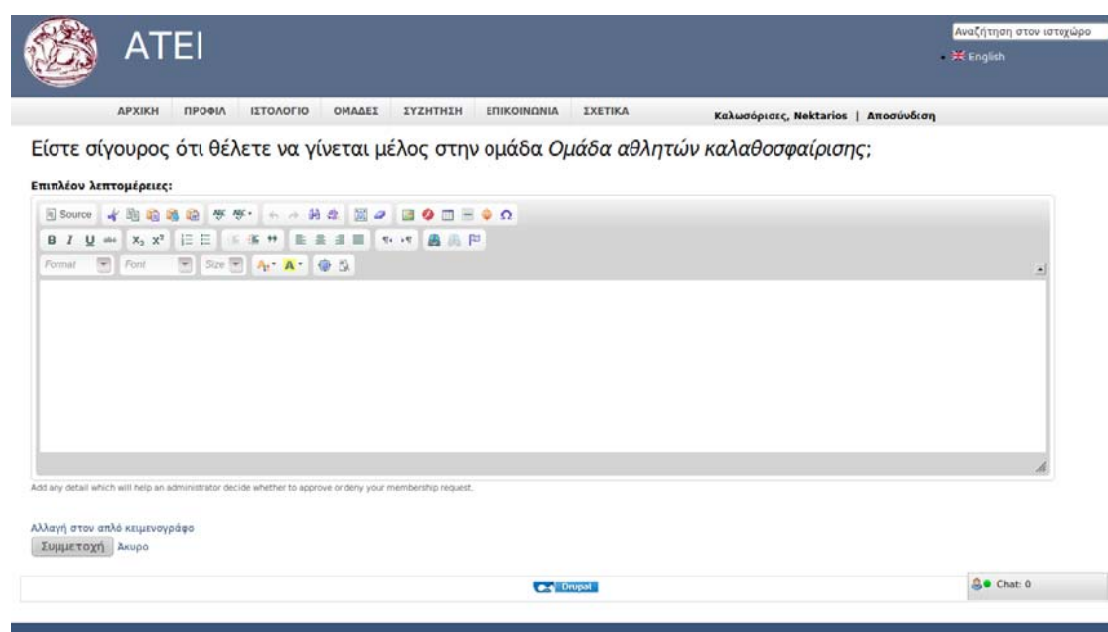 ATEI
Αναζήτηση στον ιστοχώρο
English
ΑΡΧΙΚΗ ΠΡΟΦΙΛ ΙΣΤΟΛΟΓΙΟ ΟΜΑΔΕΣ ΣΥΖΗΤΗΣΗ ΕΠΙΚΟΙΝΩΝΙΑ ΣΧΕΤΙΚΑ
Καλωσόρισες, Nektarios | Αποσύνδεση
Είστε σίγουρος ότι θέλετε να γίνεται μέλος στην ομάδα Ομάδα αθλητών καλαθοσφαίρισης;
Επιπλέον λεπτομέρειες:
Source
B I U abc X₂ X²
Format Font Size
Add any detail which will help an administrator decide whether to approve or deny your membership request.
Αλλαγή στον απλό κειμενογράφο
Συμμετοχή Άκυρο
Drupal
Chat: 0